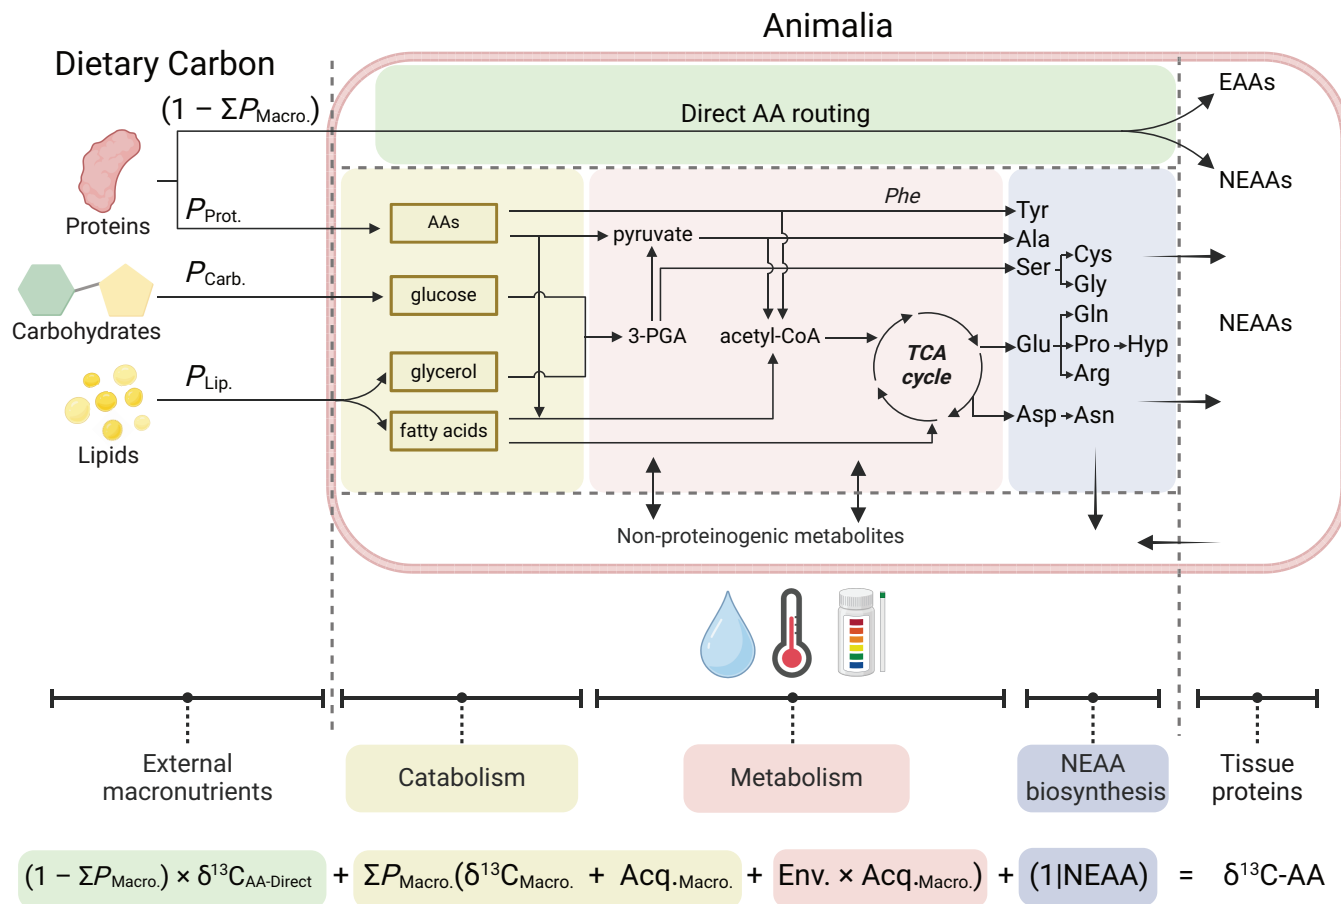 Animalia
Dietary Carbon
(1 − ΣP_Macro.)
Direct AA routing
EAAs
NEAAs
Proteins
P_Prot.
AAs
Phe
pyruvate
Tyr
Ala
Ser
Cys
Gly
P_Carb.
glucose
Carbohydrates
3-PGA
acetyl-CoA
TCA
cycle
Glu
Gln
Pro
Hyp
Arg
NEAAs
P_Lip.
glycerol
fatty acids
Asp
Asn
Lipids
Non-proteinogenic metabolites
External
macronutrients
Catabolism
Metabolism
NEAA
biosynthesis
Tissue
proteins
(1 − ΣP_Macro.) × δ¹³C_AA-Direct + ΣP_Macro.(δ¹³C_Macro. + Acq._Macro. + Env. × Acq._Macro.) + (1|NEAA) = δ¹³C-AA